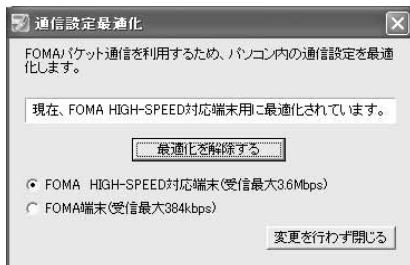 通信設定最適化
FOMAパケット通信を利用するため、パソコン内の通信設定を最適
化します。
現在、FOMA HIGH-SPEED対応端末用に最適化されています。
最適化を解除する
FOMA HIGH-SPEED対応端末(受信最大3.6Mbps)
FOMA端末(受信最大384kbps)
変更を行わず閉じる